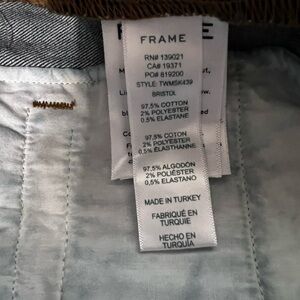 FRAME
RN# 139021
CA# 19371
PO# 819200
STYLE: TWMSK439
BRISTOL
97,5% COTTON
2% POLYESTER
0,5% ELASTANE
97,5% COTON
2% POLYESTER
0,5% ÉLASTHANNE
97,5% ALGODÓN
2% POLIÉSTER
0,5% ELASTANO
MADE IN TURKEY
FABRIQUÉ EN
TURQUIE
HECHO EN
TURQUÍA